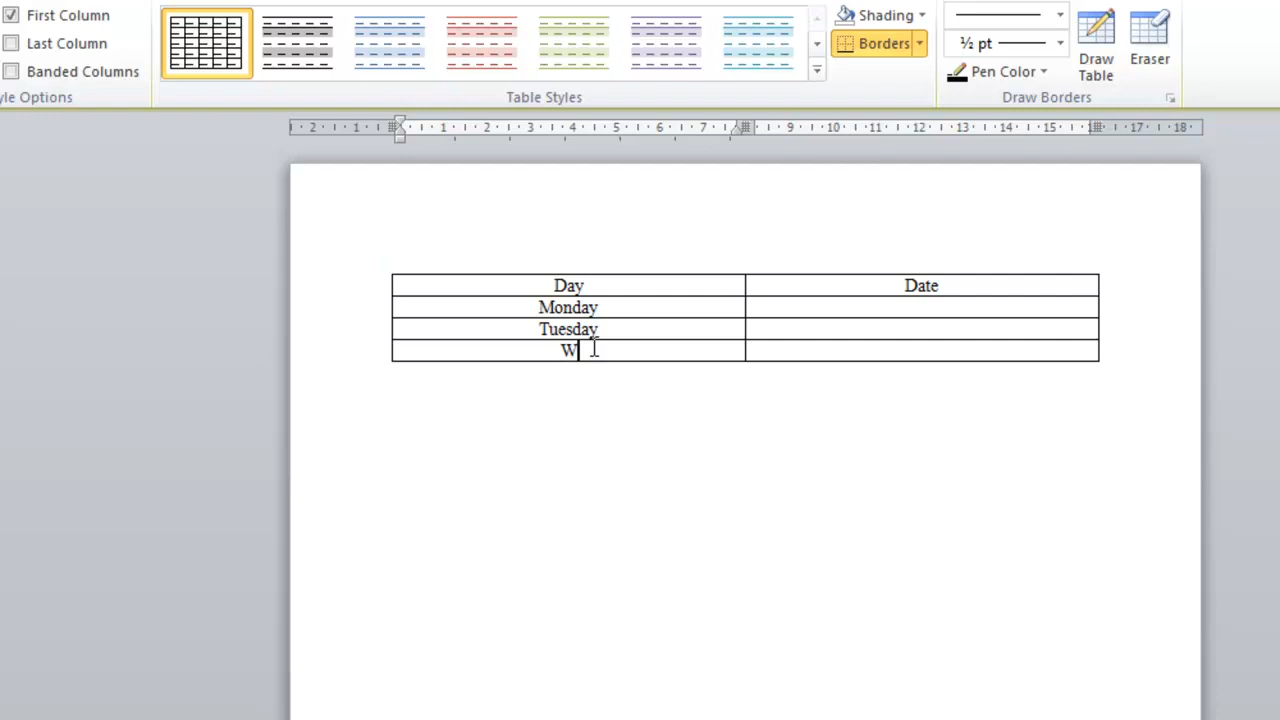 First Column
Last Column
Banded Columns
yle Options
Table Styles
Shading
Borders
½ pt
Pen Color
Draw Table
Eraser
Draw Borders
2 1 1 2 3 4 5 6 7 9 10 11 12 13 14 15 17 18
Day Date
Monday
Tuesday
W